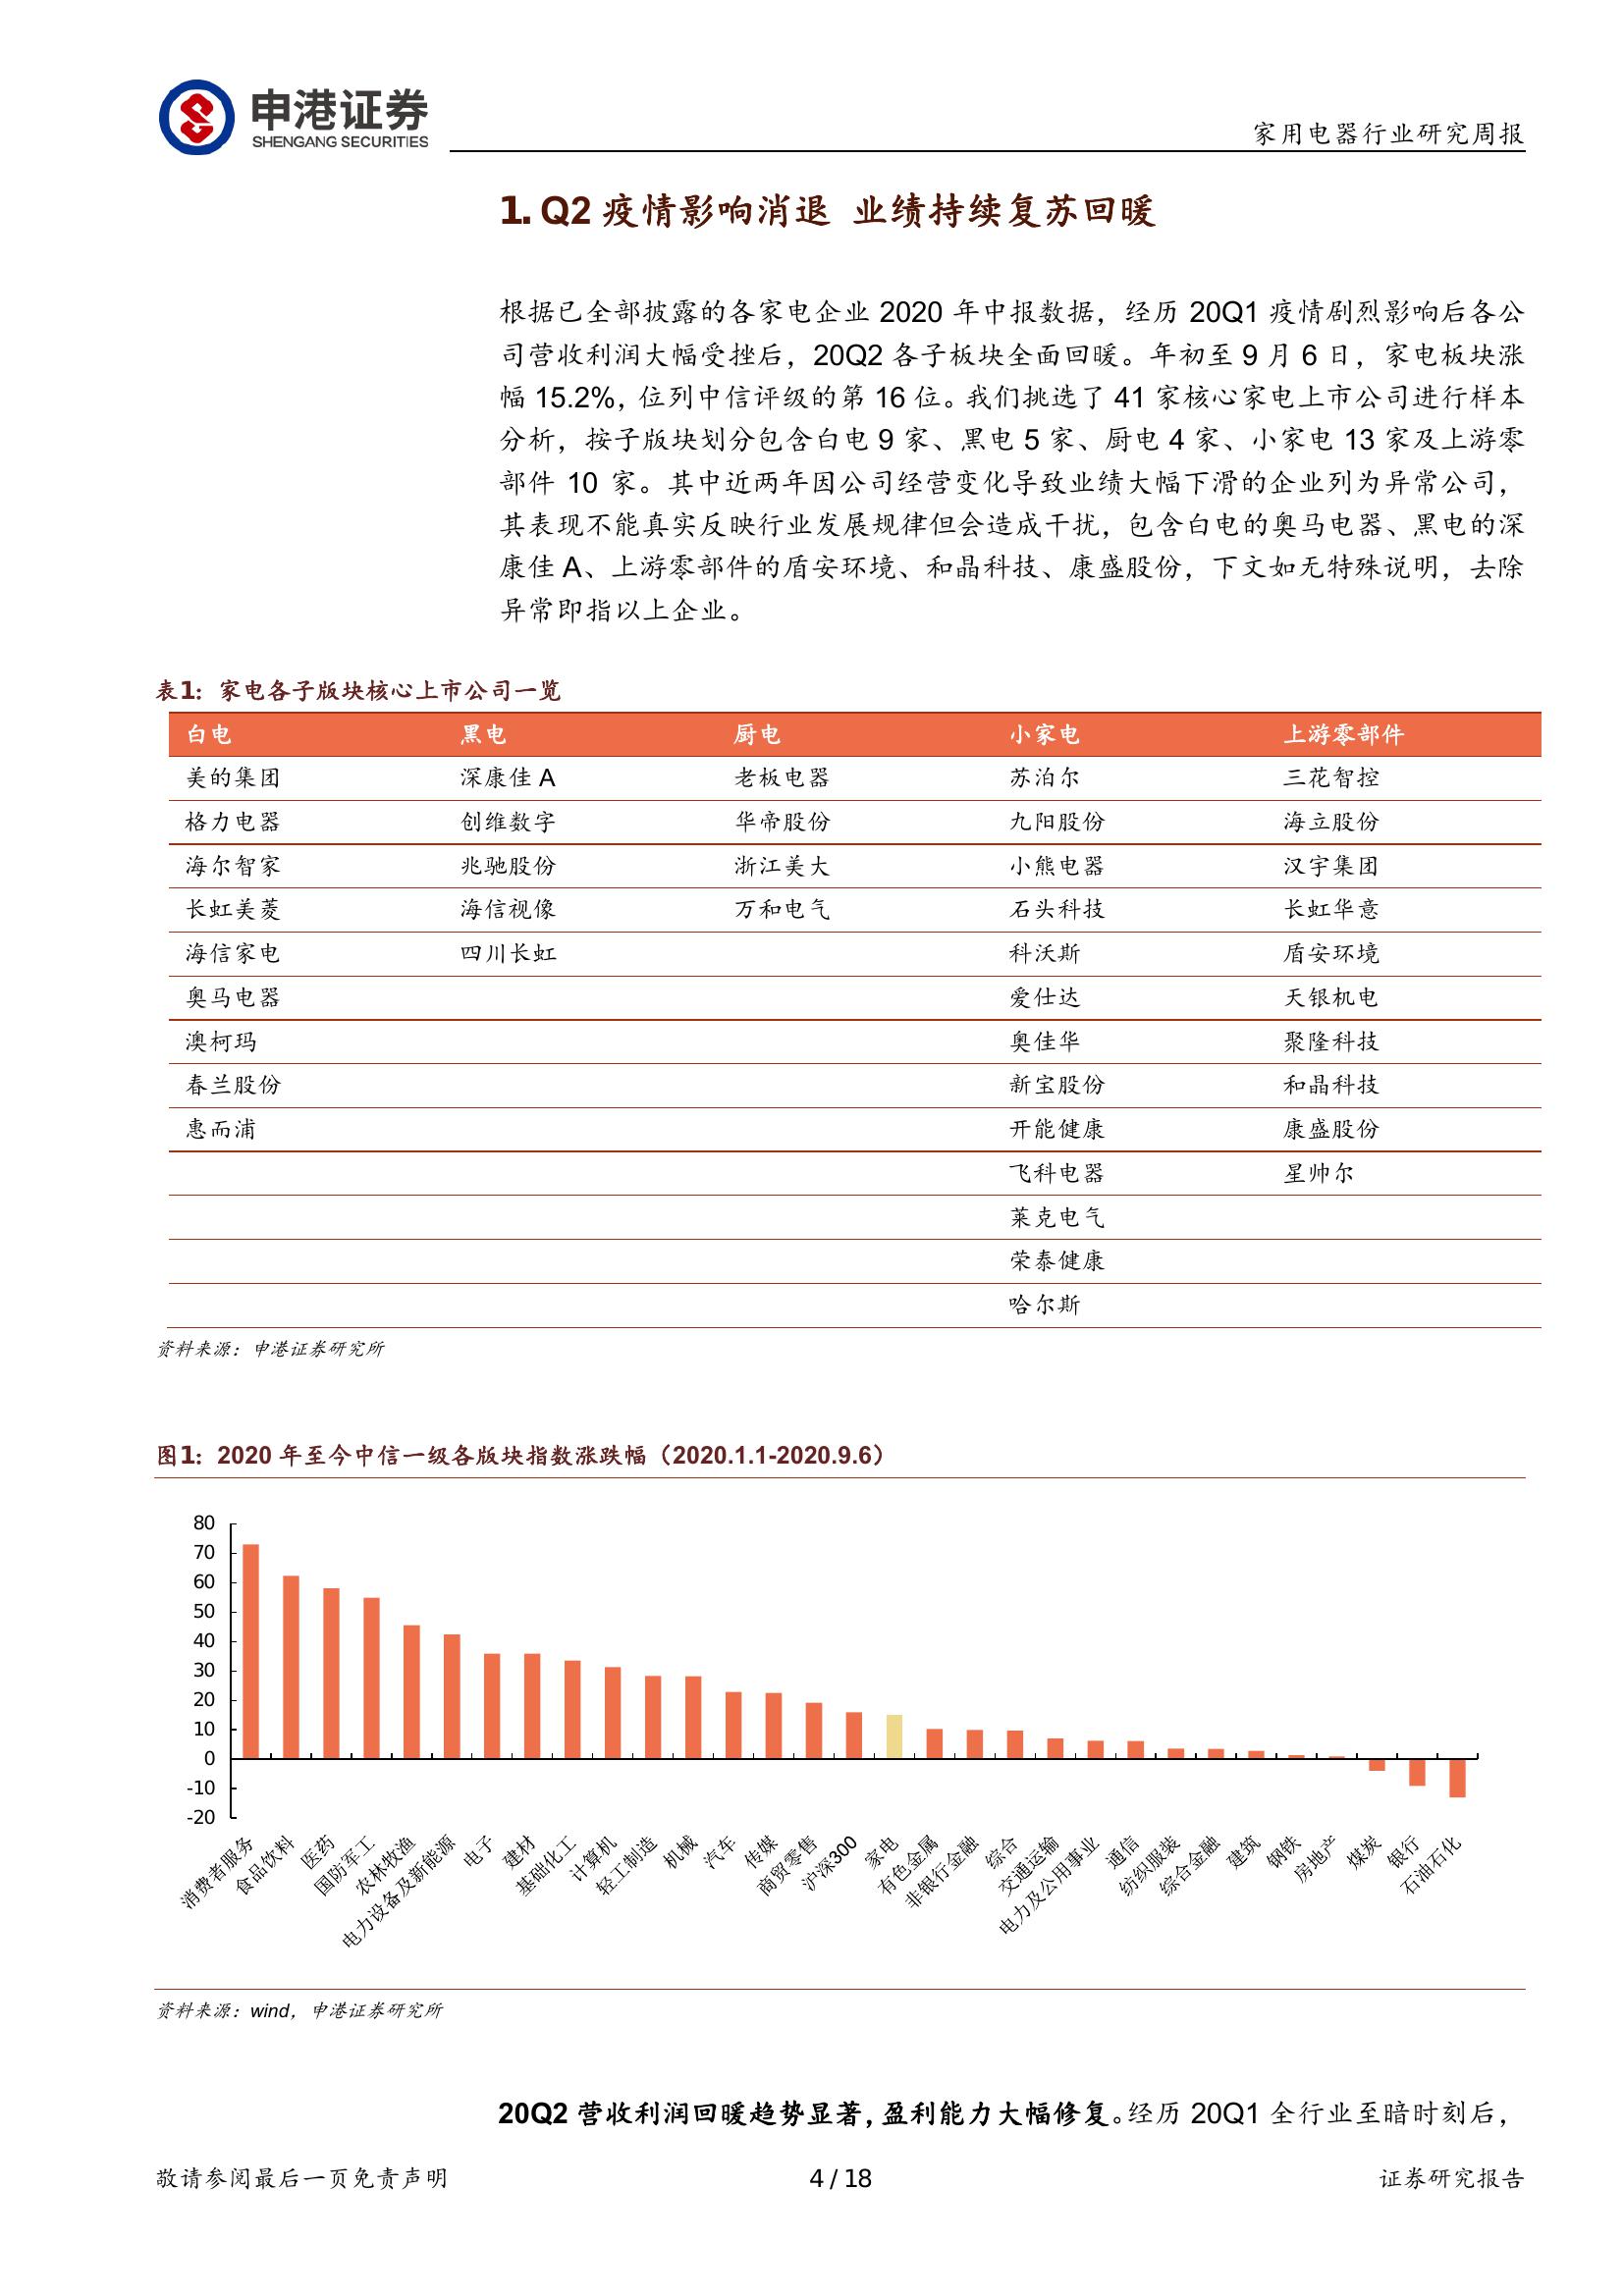 申港证券
SHENGANG SECURITIES
家用电器行业研究周报
1. Q2 疫情影响消退 业绩持续复苏回暖
根据已全部披露的各家电企业 2020 年中报数据，经历 20Q1 疫情剧烈影响后各公
司营收利润大幅受挫后，20Q2 各子板块全面回暖。年初至 9 月 6 日，家电板块涨
幅 15.2%，位列中信评级的第 16 位。我们挑选了 41 家核心家电上市公司进行样本
分析，按子版块划分包含白电 9 家、黑电 5 家、厨电 4 家、小家电 13 家及上游零
部件 10 家。其中近两年因公司经营变化导致业绩大幅下滑的企业列为异常公司，
其表现不能真实反映行业发展规律但会造成干扰，包含白电的奥马电器、黑电的深
康佳 A、上游零部件的盾安环境、和晶科技、康盛股份，下文如无特殊说明，去除
异常即指以上企业。
表1：家电各子版块核心上市公司一览
白电 黑电 厨电 小家电 上游零部件
美的集团 深康佳 A 老板电器 苏泊尔 三花智控
格力电器 创维数字 华帝股份 九阳股份 海立股份
海尔智家 兆驰股份 浙江美大 小熊电器 汉宇集团
长虹美菱 海信视像 万和电气 石头科技 长虹华意
海信家电 四川长虹 科沃斯 盾安环境
奥马电器 爱仕达 天银机电
澳柯玛 奥佳华 聚隆科技
春兰股份 新宝股份 和晶科技
惠而浦 开能健康 康盛股份
飞科电器 星帅尔
莱克电气
荣泰健康
哈尔斯
资料来源：申港证券研究所
图1：2020 年至今中信一级各版块指数涨跌幅（2020.1.1-2020.9.6）
80
70
60
50
40
30
20
10
0
-10
-20
消费者服务 食品饮料 医药 国防军工 农林牧渔 电力设备及新能源 电子 建材 基础化工 计算机 轻工制造 机械 汽车 传媒 商贸零售 沪深300 家电 有色金属 非银行金融 综合 交通运输 电力及公用事业 通信 纺织服装 综合金融 建筑 钢铁 房地产 煤炭 银行 石油石化
资料来源：wind，申港证券研究所
20Q2 营收利润回暖趋势显著，盈利能力大幅修复。经历 20Q1 全行业至暗时刻后，
敬请参阅最后一页免责声明 4 / 18 证券研究报告